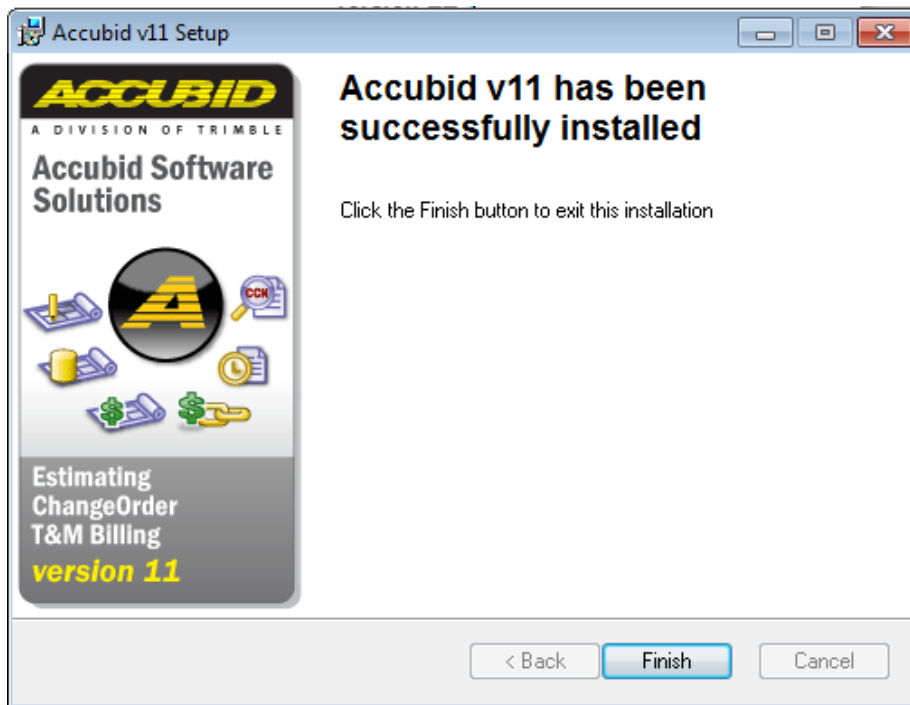 Accubid v11 Setup
ACCUBID
A DIVISION OF TRIMBLE
Accubid Software
Solutions
CCN
A
Estimating
ChangeOrder
T&M Billing
version 11
Accubid v11 has been
successfully installed
Click the Finish button to exit this installation
< Back
Finish
Cancel